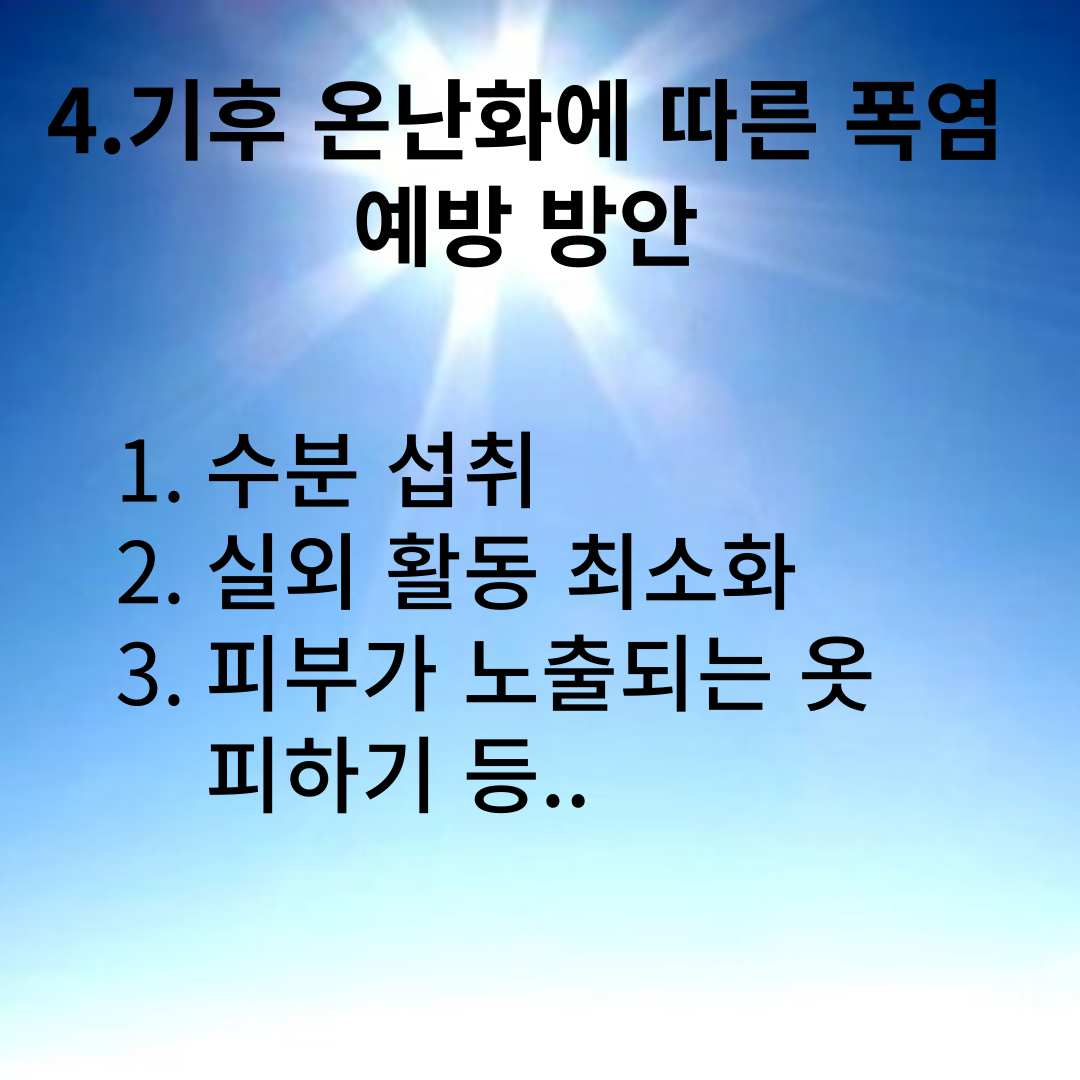 4.기후 온난화에 따른 폭염
예방 방안
1. 수분 섭취
2. 실외 활동 최소화
3. 피부가 노출되는 옷
피하기 등..